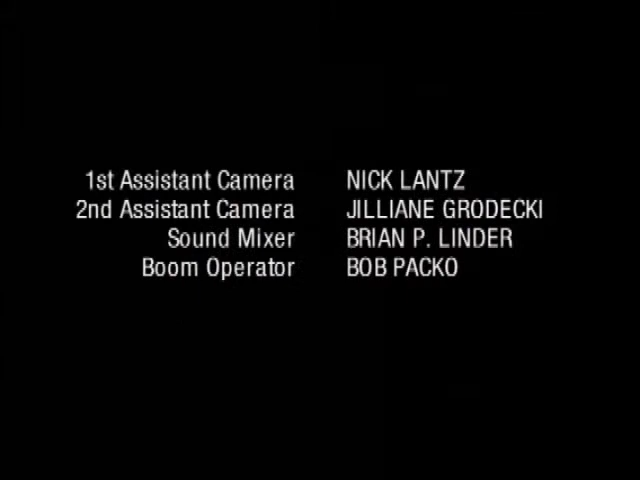 1st Assistant Camera NICK LANTZ
2nd Assistant Camera JILLIANE GRODECKI
Sound Mixer BRIAN P. LINDER
Boom Operator BOB PACKO